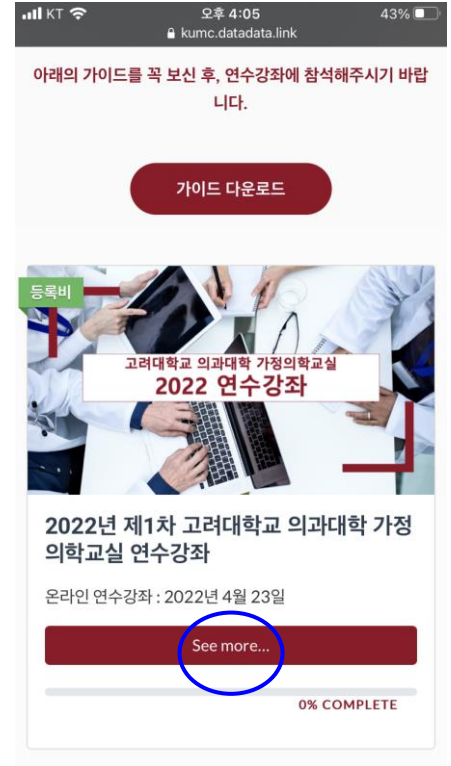 KT 오후 4:05 43%
kumc.datadata.link
아래의 가이드를 꼭 보신 후, 연수강좌에 참석해주시기 바랍
니다.
가이드 다운로드
등록비
고려대학교 의과대학 가정의학교실
2022 연수강좌
2022년 제1차 고려대학교 의과대학 가정
의학교실 연수강좌
온라인 연수강좌 : 2022년 4월 23일
See more...
0% COMPLETE